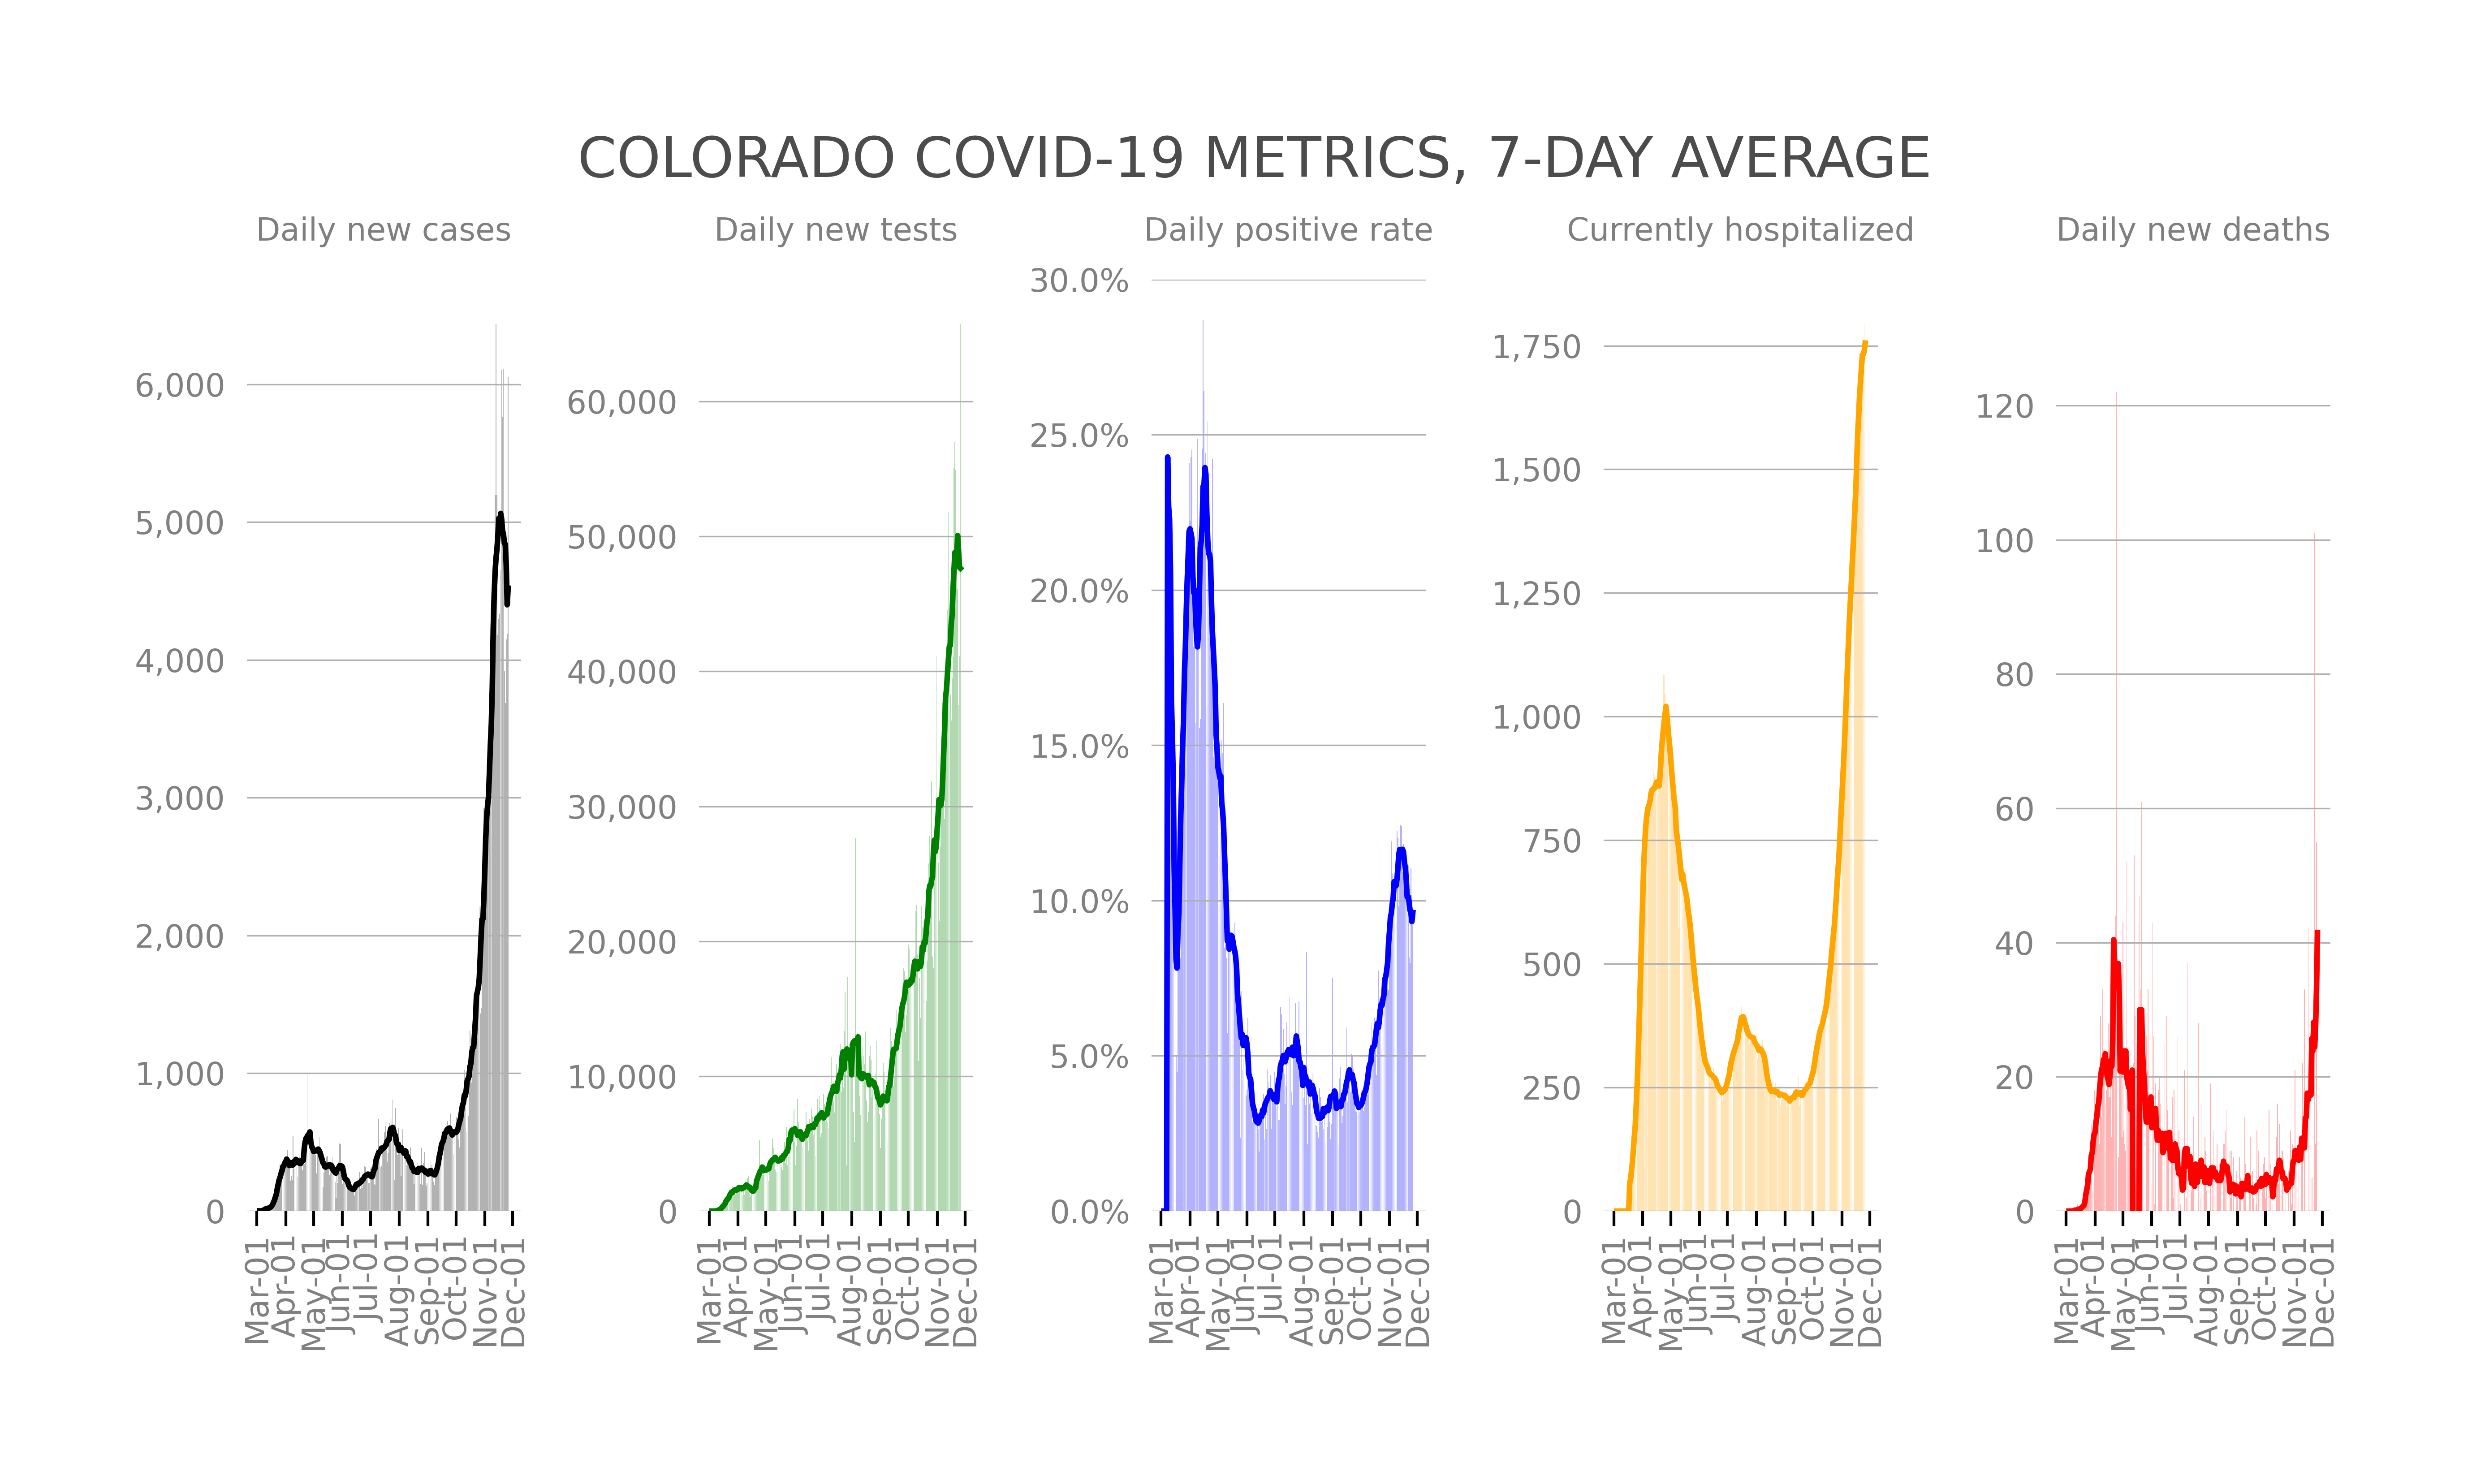 COLORADO COVID-19 METRICS, 7-DAY AVERAGE
Daily new cases
6,000
5,000
4,000
3,000
2,000
1,000
0
Mar-01
Apr-01
May-01
Jun-01
Jul-01
Aug-01
Sep-01
Oct-01
Nov-01
Dec-01
Daily new tests
60,000
50,000
40,000
30,000
20,000
10,000
0
Mar-01
Apr-01
May-01
Jun-01
Jul-01
Aug-01
Sep-01
Oct-01
Nov-01
Dec-01
Daily positive rate
30.0%
25.0%
20.0%
15.0%
10.0%
5.0%
0.0%
Mar-01
Apr-01
May-01
Jun-01
Jul-01
Aug-01
Sep-01
Oct-01
Nov-01
Dec-01
Currently hospitalized
1,750
1,500
1,250
1,000
750
500
250
0
Mar-01
Apr-01
May-01
Jun-01
Jul-01
Aug-01
Sep-01
Oct-01
Nov-01
Dec-01
Daily new deaths
120
100
80
60
40
20
0
Mar-01
Apr-01
May-01
Jun-01
Jul-01
Aug-01
Sep-01
Oct-01
Nov-01
Dec-01